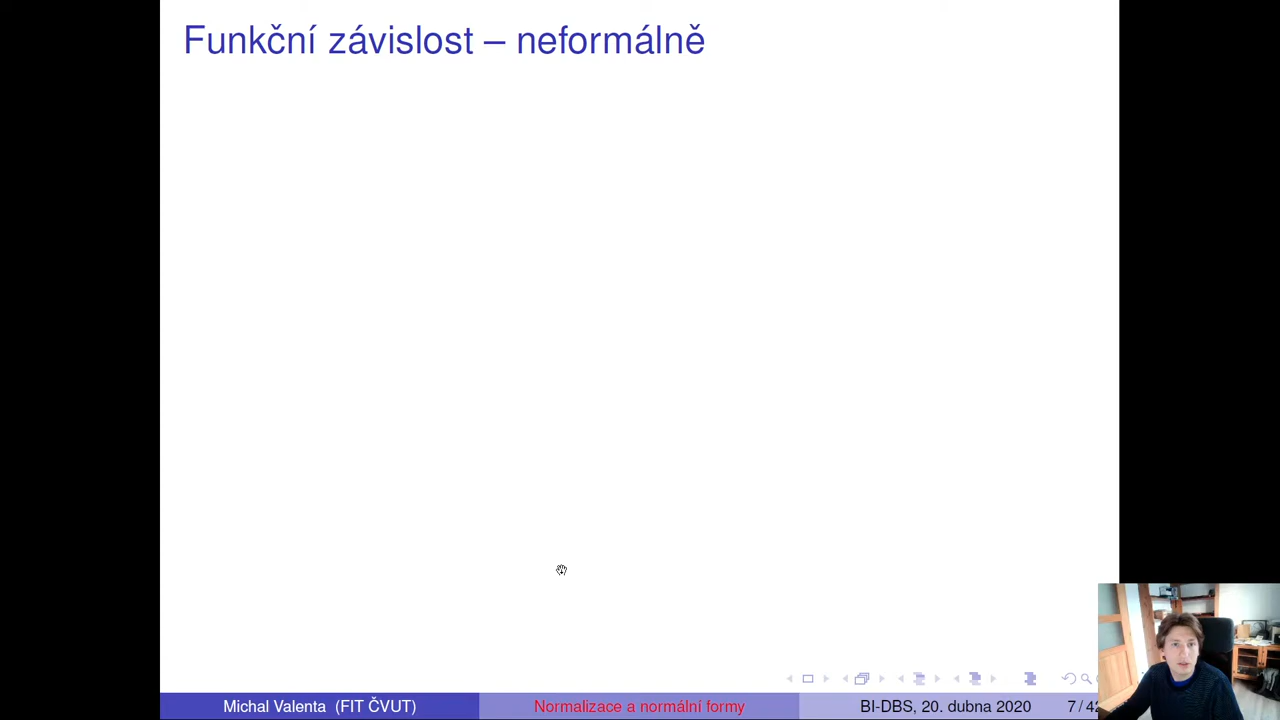 Funkční závislost – neformálně
Michal Valenta (FIT ČVUT)
Normalizace a normální formy
BI-DBS, 20. dubna 2020
7 / 42